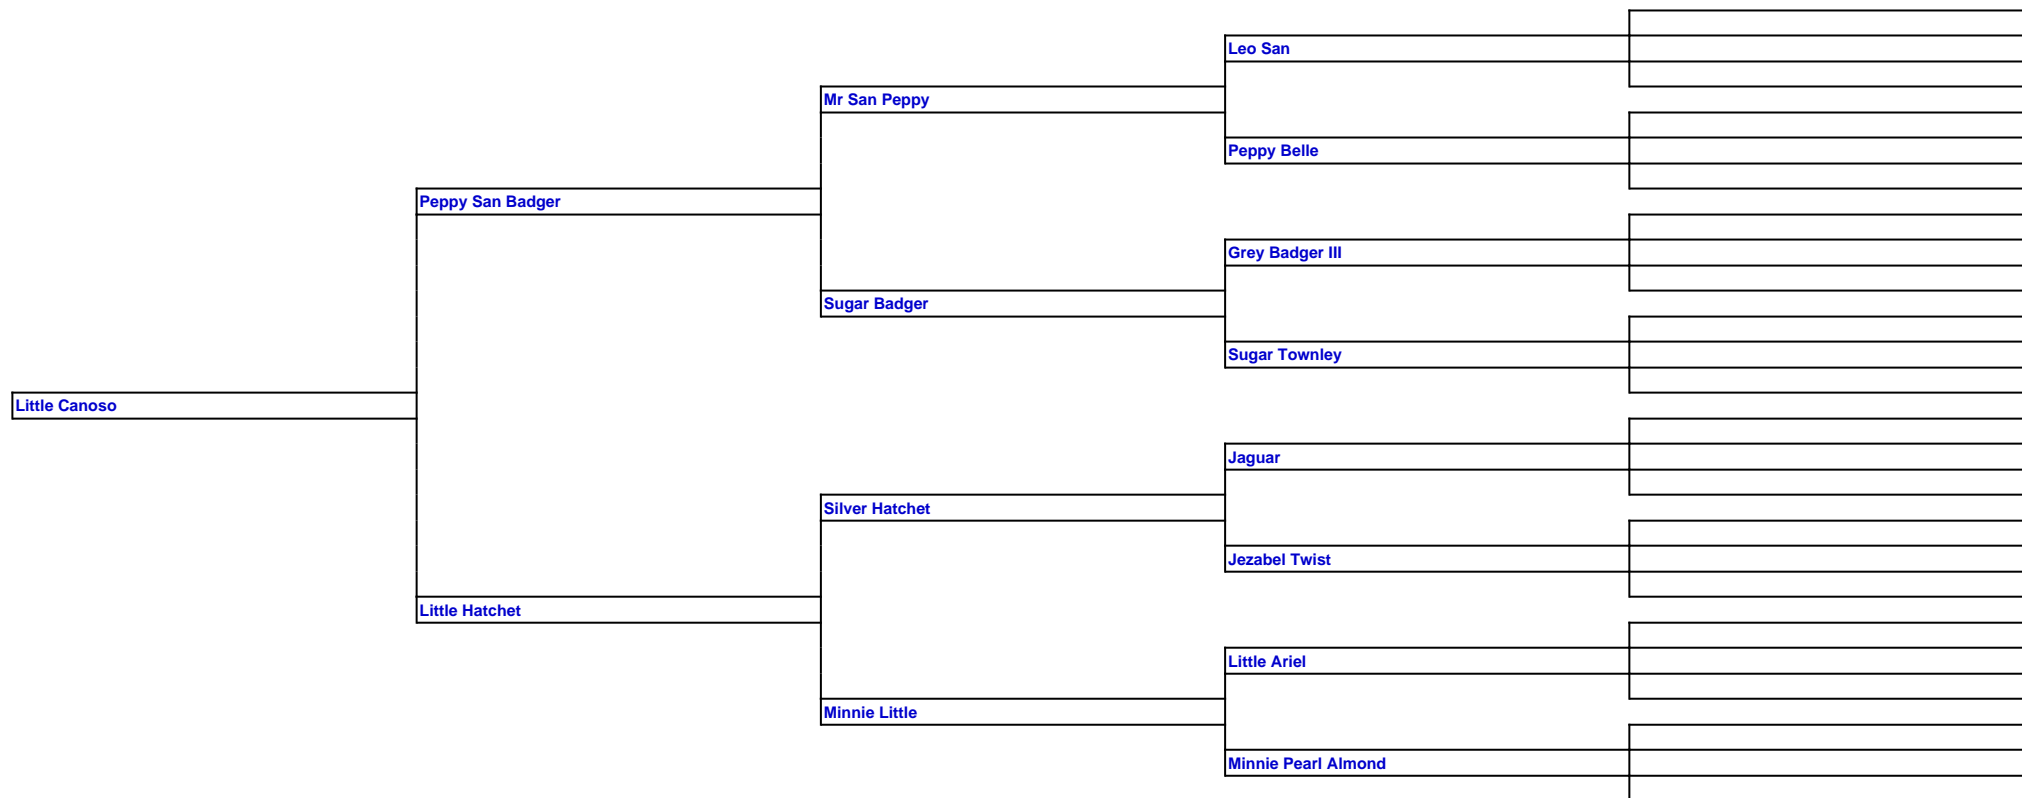 Leo San
Mr San Peppy
Peppy Belle
Peppy San Badger
Grey Badger III
Sugar Badger
Sugar Townley
Little Canoso
Jaguar
Silver Hatchet
Jezabel Twist
Little Hatchet
Little Ariel
Minnie Little
Minnie Pearl Almond